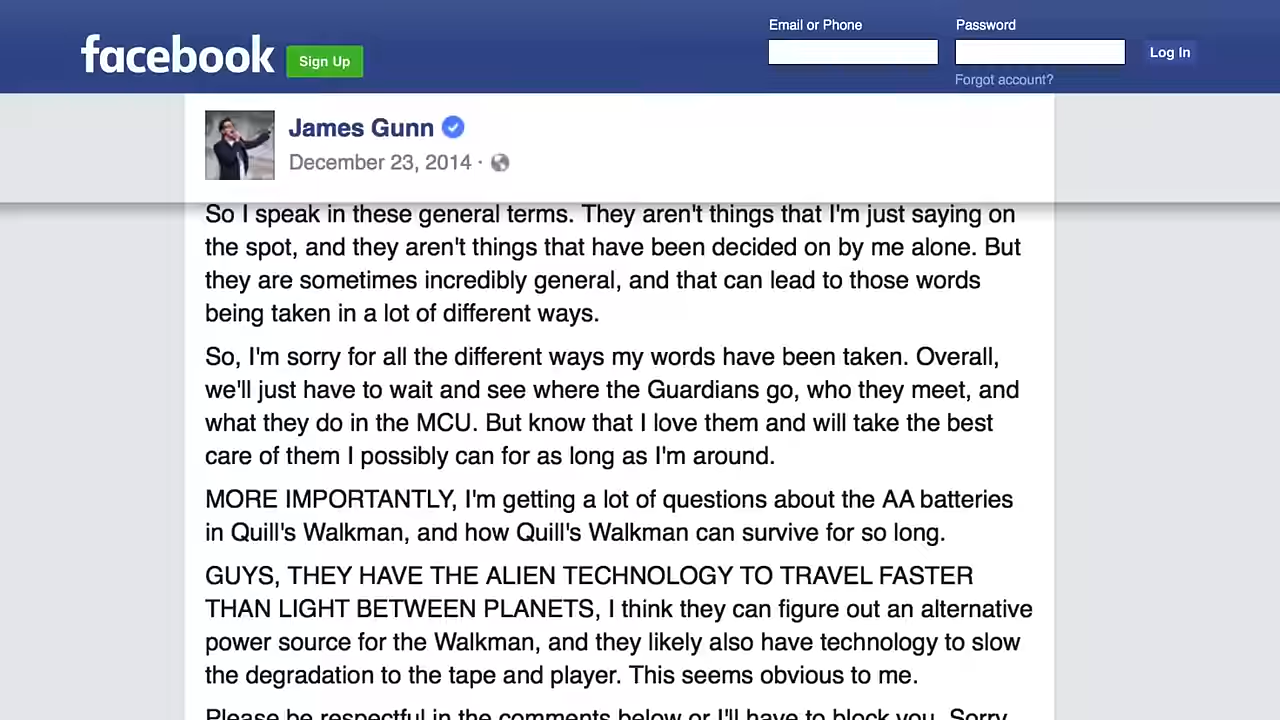 facebook
Sign Up
Email or Phone
Password
Log In
Forgot account?
James Gunn
December 23, 2014 ·
So I speak in these general terms. They aren't things that I'm just saying on
the spot, and they aren't things that have been decided on by me alone. But
they are sometimes incredibly general, and that can lead to those words
being taken in a lot of different ways.
So, I'm sorry for all the different ways my words have been taken. Overall,
we'll just have to wait and see where the Guardians go, who they meet, and
what they do in the MCU. But know that I love them and will take the best
care of them I possibly can for as long as I'm around.
MORE IMPORTANTLY, I'm getting a lot of questions about the AA batteries
in Quill's Walkman, and how Quill's Walkman can survive for so long.
GUYS, THEY HAVE THE ALIEN TECHNOLOGY TO TRAVEL FASTER
THAN LIGHT BETWEEN PLANETS, I think they can figure out an alternative
power source for the Walkman, and they likely also have technology to slow
the degradation to the tape and player. This seems obvious to me.
Please be respectful in the comments below or I'll have to block you. Sorry